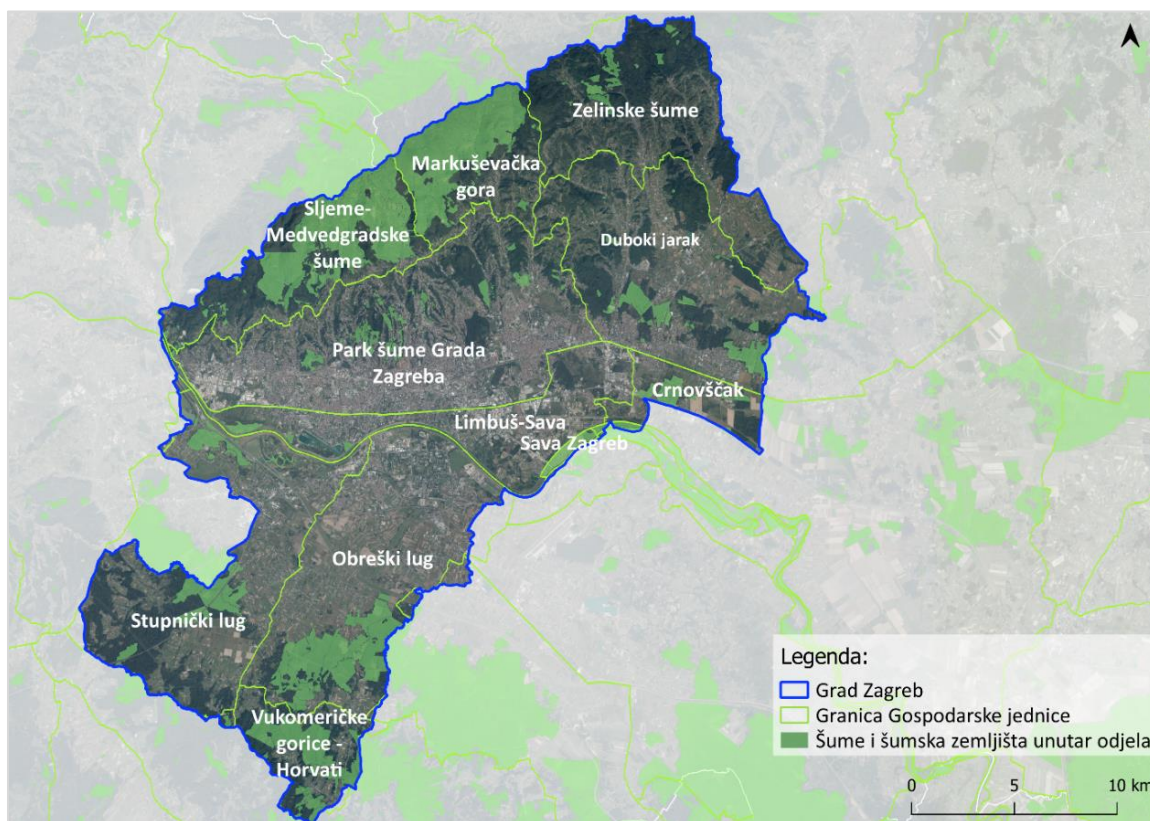 Zelinske šume
Markuševačka
gora
Sljeme-
Medvedgradske
šume
Duboki jarak
Park šume Grada
Zagreba
Crnovščak
Limbuš-Sava
Sava Zagreb
Obreški lug
Stupnički lug
Vukomeričke
gorice -
Horvati
Legenda:
Grad Zagreb
Granica Gospodarske jednice
Šume i šumska zemljišta unutar odjela
0 5 10 km